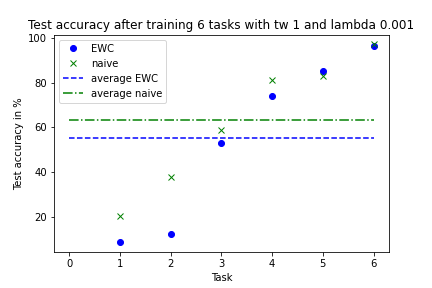 Test accuracy after training 6 tasks with tw 1 and lambda 0.001
EWC
naive
average EWC
average naive
Test accuracy in %
100
80
60
40
20
0 1 2 3 4 5 6
Task